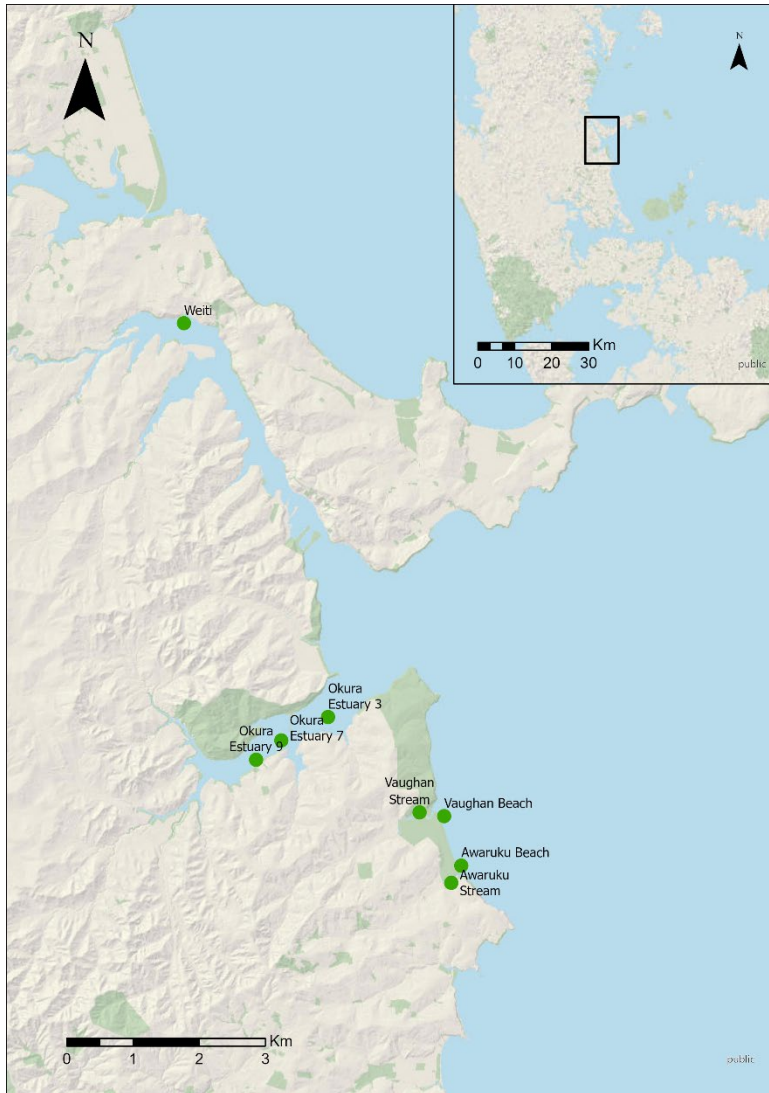 N
N
Km
0 10 20 30
public
Weiti
Okura
Estuary 3
Okura
Estuary 7
Okura
Estuary 9
Vaughan
Stream
Vaughan Beach
Awaruku Beach
Awaruku
Stream
Km
0 1 2 3
public